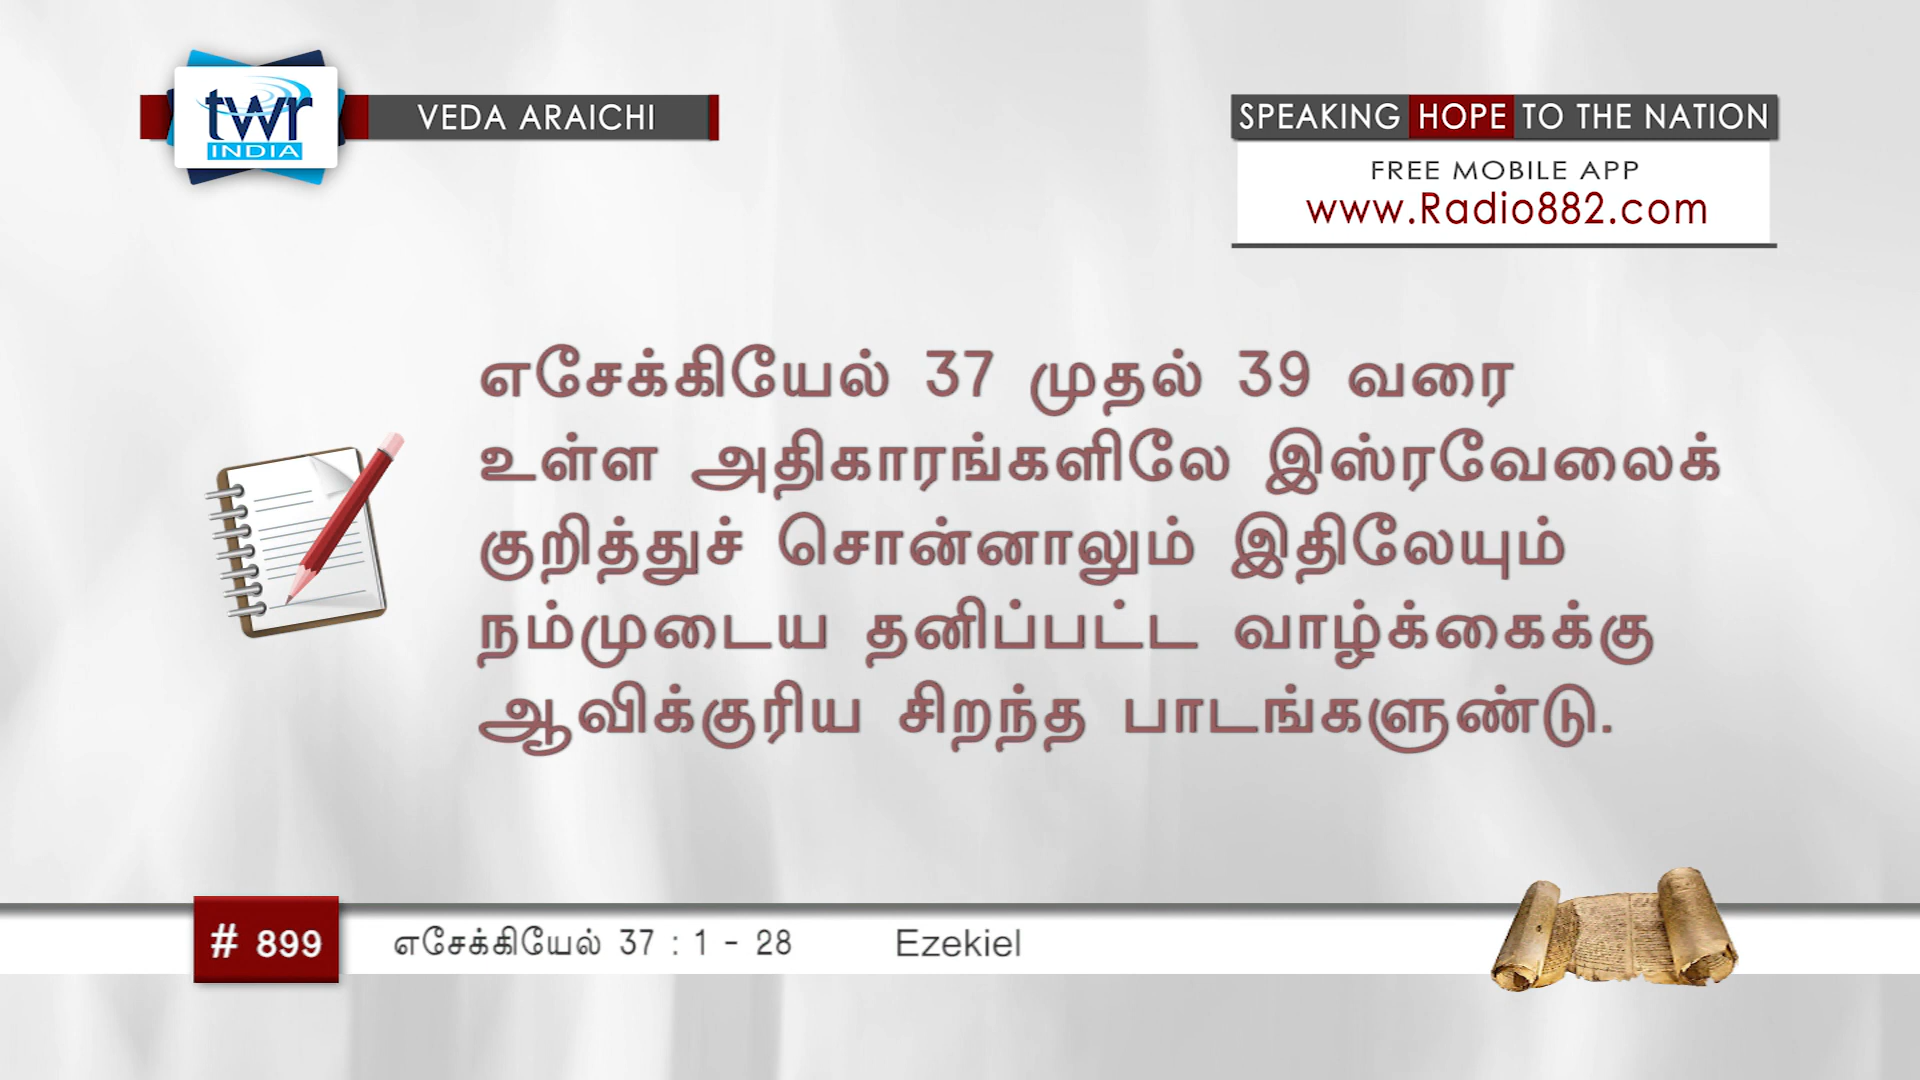 twr
INDIA
VEDA ARAICHI
SPEAKING HOPE TO THE NATION
FREE MOBILE APP
www.Radio882.com
எசேக்கியேல் 37 முதல் 39 வரை
உள்ள அதிகாரங்களிலே இஸ்ரவேலைக்
குறித்துச் சொன்னாலும் இதிலேயும்
நம்முடைய தனிப்பட்ட வாழ்க்கைக்கு
ஆவிக்குரிய சிறந்த பாடங்களுண்டு.
# 899 எசேக்கியேல் 37 : 1 - 28 Ezekiel